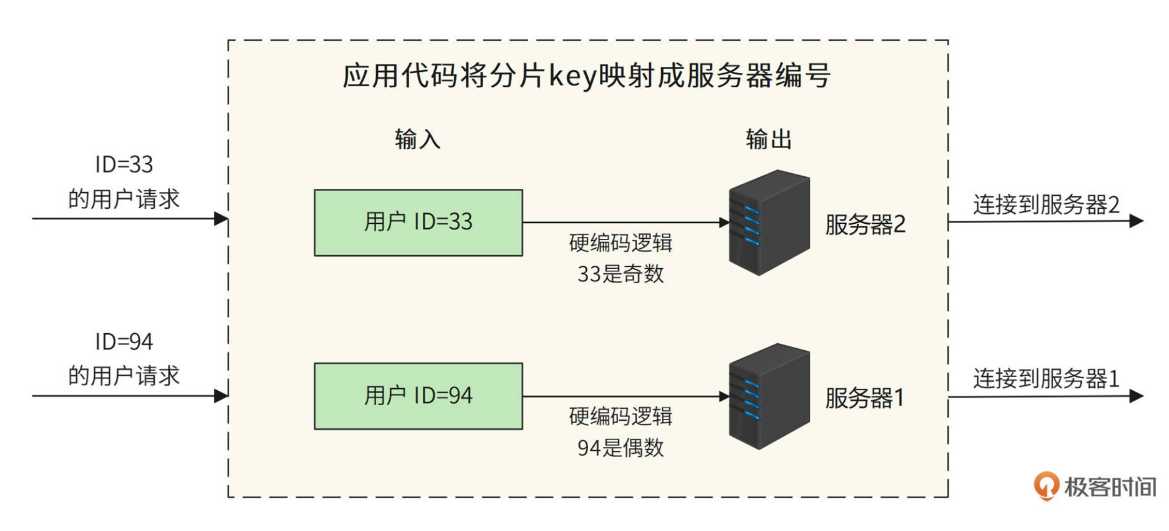 应用代码将分片key映射成服务器编号
输入
输出
ID=33
的用户请求
用户 ID=33
硬编码逻辑
33是奇数
服务器2
连接到服务器2
ID=94
的用户请求
用户 ID=94
硬编码逻辑
94是偶数
服务器1
连接到服务器1
极客时间